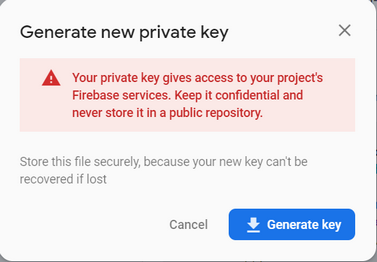 Generate new private key
Your private key gives access to your project's
Firebase services. Keep it confidential and
never store it in a public repository.
Store this file securely, because your new key can't be
recovered if lost
Cancel
Generate key